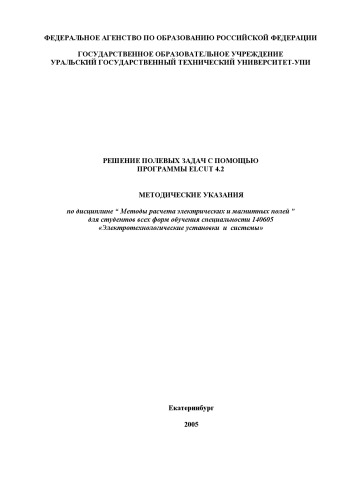 ФЕДЕРАЛЬНОЕ АГЕНСТВО ПО ОБРАЗОВАНИЮ РОССИЙСКОЙ ФЕДЕРАЦИИ
ГОСУДАРСТВЕННОЕ ОБРАЗОВАТЕЛЬНОЕ УЧРЕЖДЕНИЕ
УРАЛЬСКИЙ ГОСУДАРСТВЕННЫЙ ТЕХНИЧЕСКИЙ УНИВЕРСИТЕТ-УПИ
РЕШЕНИЕ ПОЛЕВЫХ ЗАДАЧ С ПОМОЩЬЮ
ПРОГРАММЫ ELCUT 4.2
МЕТОДИЧЕСКИЕ УКАЗАНИЯ
по дисциплине " Методы расчета электрических и магнитных полей "
для студентов всех форм обучения специальности 140605
«Электротехнологические установки и системы»
Екатеринбург
2005